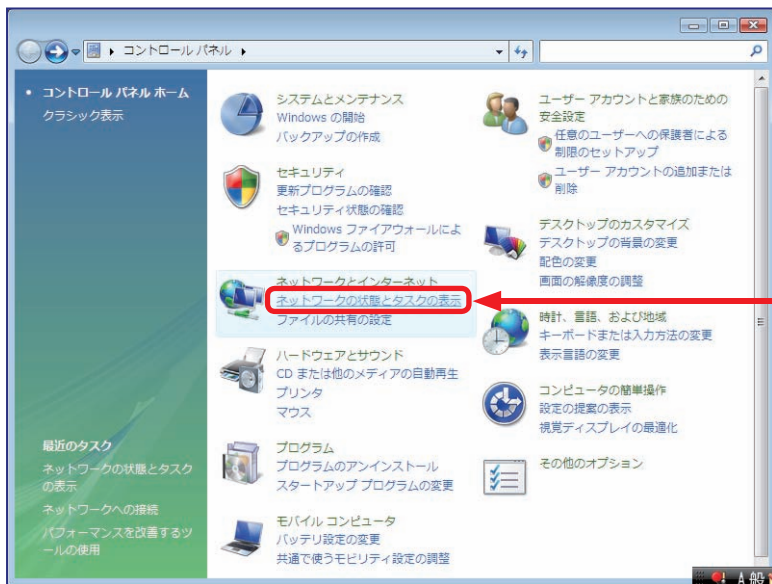 コントロール パネル
コントロール パネル ホーム
クラシック表示
最近のタスク
ネットワークの状態とタスク
の表示
ネットワークへの接続
パフォーマンスを改善するツ
ールの使用
システムとメンテナンス
Windows の開始
バックアップの作成
セキュリティ
更新プログラムの確認
セキュリティ状態の確認
Windows ファイアウォールによ
るプログラムの許可
ネットワークとインターネット
ネットワークの状態とタスクの表示
ファイルの共有の設定
ハードウェアとサウンド
CD または他のメディアの自動再生
プリンタ
マウス
プログラム
プログラムのアンインストール
スタートアップ プログラムの変更
モバイル コンピュータ
バッテリ設定の変更
共通で使うモビリティ設定の調整
ユーザー アカウントと家族のための
安全設定
任意のユーザーへの保護者による
制限のセットアップ
ユーザー アカウントの追加または
削除
デスクトップのカスタマイズ
デスクトップの背景の変更
配色の変更
画面の解像度の調整
時計、言語、および地域
キーボードまたは入力方法の変更
表示言語の変更
コンピュータの簡単操作
設定の提案の表示
視覚ディスプレイの最適化
その他のオプション
A 般